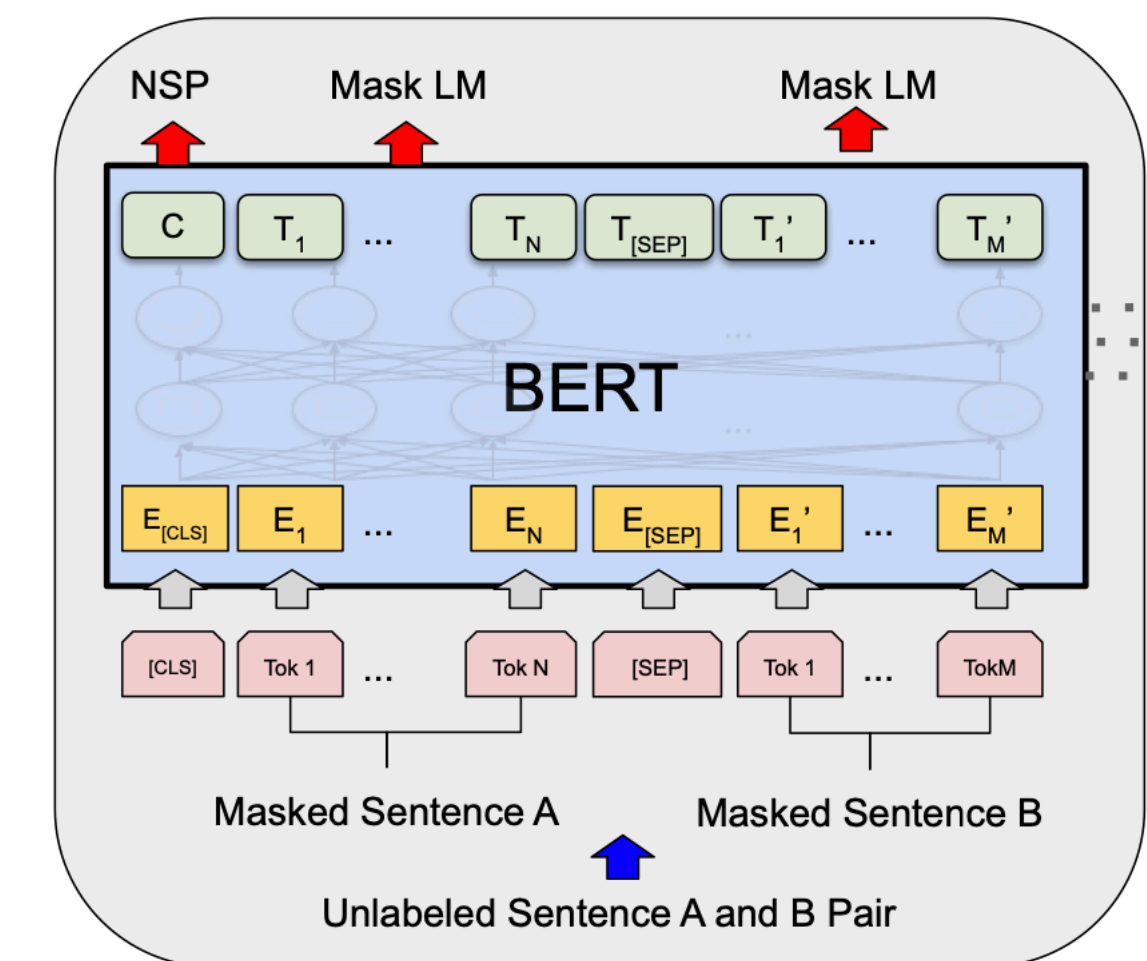 NSP Mask LM Mask LM
C T1 ... TN T[SEP] T1’ ... TM’
...
BERT
...
E[CLS] E1 ... EN E[SEP] E1’ ... EM’
[CLS] Tok 1 ... Tok N [SEP] Tok 1 ... TokM
Masked Sentence A Masked Sentence B
Unlabeled Sentence A and B Pair